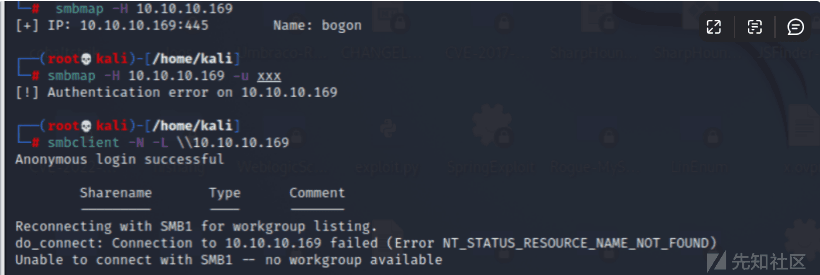 # smbmap -H 10.10.10.169
[+] IP: 10.10.10.169:445 Name: bogon
(root💀kali)-[/home/kali]
# smbmap -H 10.10.10.169 -u xxx
[!] Authentication error on 10.10.10.169
(root💀kali)-[/home/kali]
# smbclient -N -L \\10.10.10.169
Anonymous login successful
Sharename Type Comment
--------- ---- -------
Reconnecting with SMB1 for workgroup listing.
do_connect: Connection to 10.10.10.169 failed (Error NT_STATUS_RESOURCE_NAME_NOT_FOUND)
Unable to connect with SMB1 -- no workgroup available
先知社区